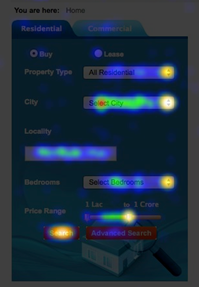 You are here: Home
Residential Commercial
Buy Lease
Property Type All Residential
City Select City
Locality
Bedrooms Select Bedrooms
Price Range 1 Lac to 1 Crore
Advanced Search